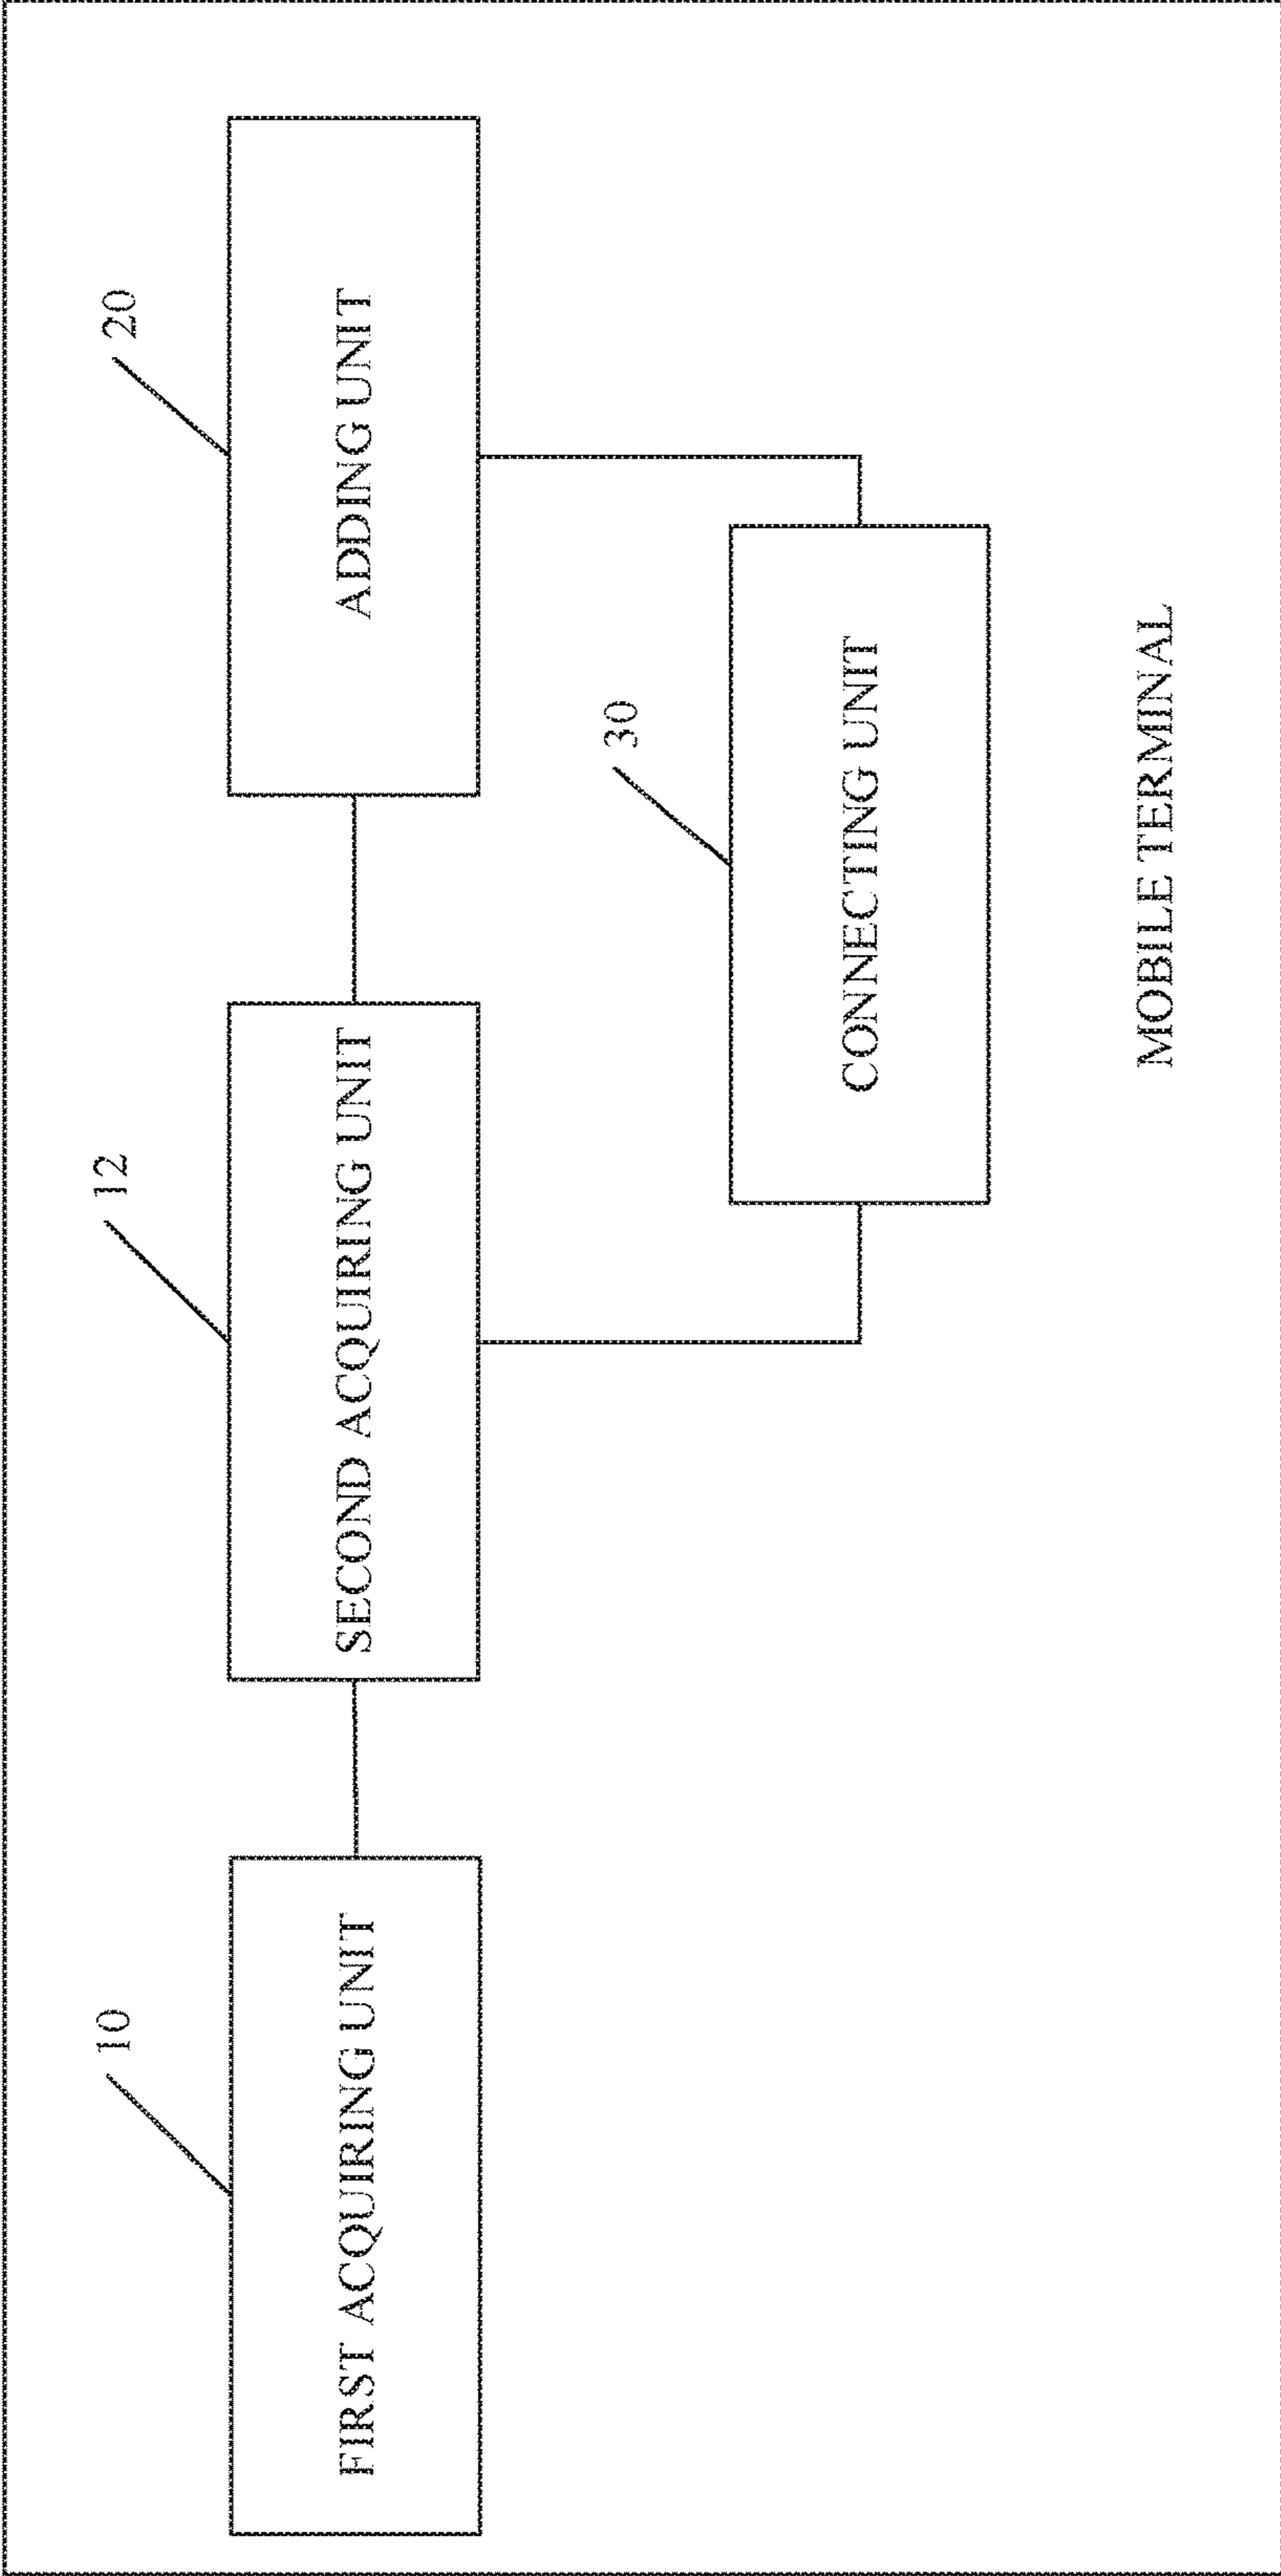 10
12
20
FIRST ACQUIRING UNIT
SECOND ACQUIRING UNIT
ADDING UNIT
30
CONNECTING UNIT
MOBILE TERMINAL